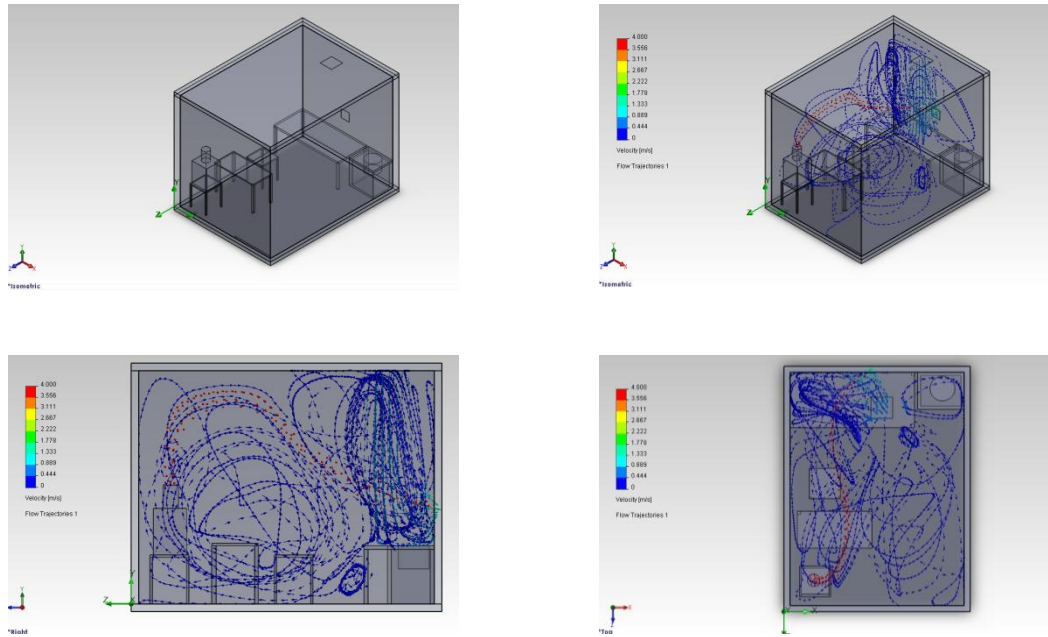 Y
Z
Y
Z
X
*Isometric
4.000
3.556
3.111
2.667
2.222
1.778
1.333
0.889
0.444
0
Velocity [m/s]
Flow Trajectories 1
Y
Z
Y
Z
X
*Isometric
4.000
3.556
3.111
2.667
2.222
1.778
1.333
0.889
0.444
0
Velocity [m/s]
Flow Trajectories 1
Y
Z
X
Y
*Right
4.000
3.556
3.111
2.667
2.222
1.778
1.333
0.889
0.444
0
Velocity [m/s]
Flow Trajectories 1
X
Z
*Top